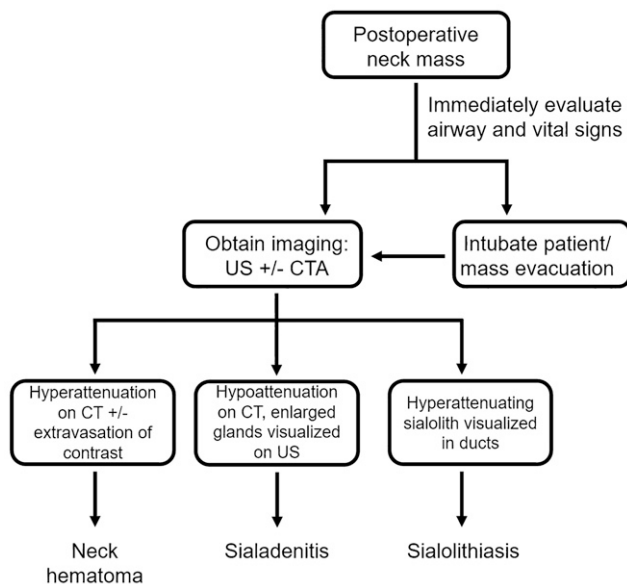 Postoperative
neck mass
Immediately evaluate
airway and vital signs
Obtain imaging:
US +/- CTA
Intubate patient/
mass evacuation
Hyperattenuation
on CT +/-
extravasation of
contrast
Hypoattenuation
on CT, enlarged
glands visualized
on US
Hyperattenuating
sialolith visualized
in ducts
Neck
hematoma
Sialadenitis
Sialolithiasis